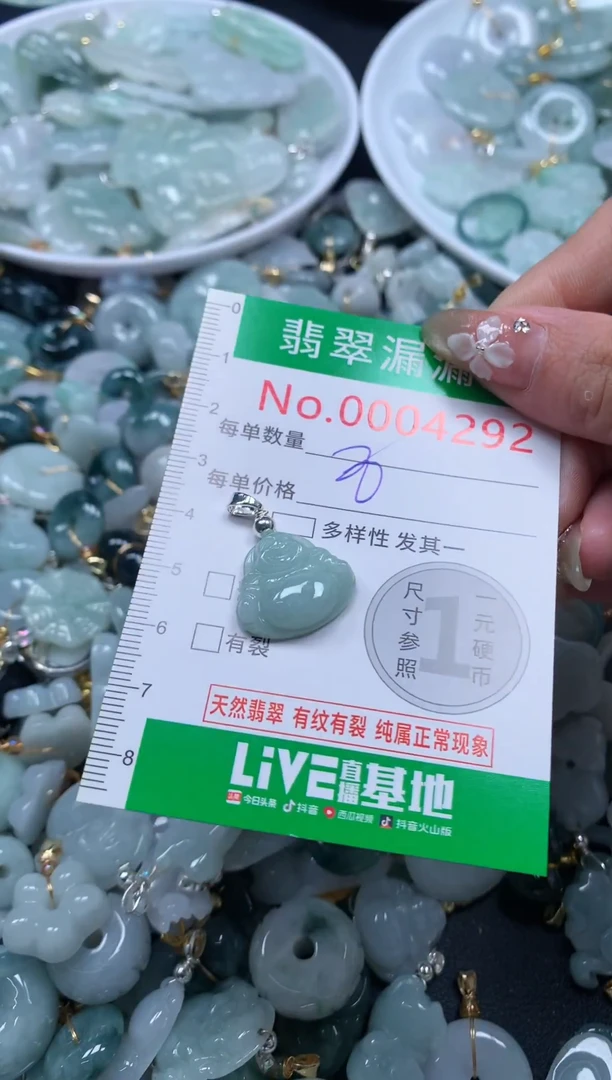 0
翡翠漏漏
1
No.0004292
2
每单数量
3
每单价格
4
多样性 发其一
5
尺寸参照
1
一元硬币
6
有裂
7
天然翡翠 有纹有裂 纯属正常现象
8
LiVE直播基地
头条 今日头条 抖音 西瓜视频 抖音火山版